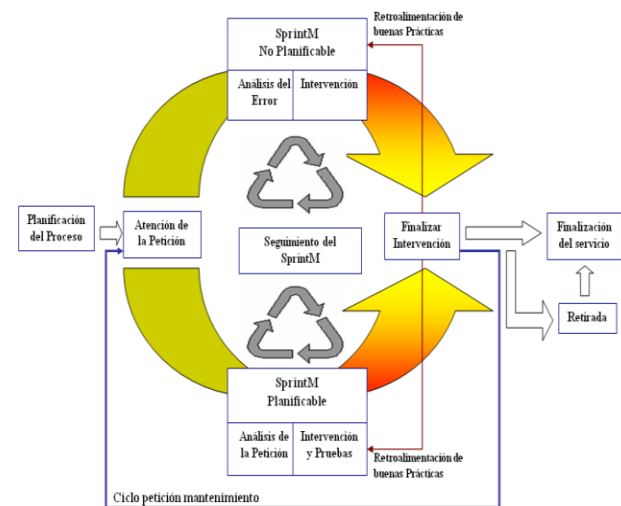 Retroalimentación de
buenas Prácticas
SprintM
No Planificable
Análisis del
Error
Intervención
Planificación
del Proceso
Atención de
la Petición
Seguimiento del
SprintM
Finalizar
Intervención
Finalización
del servicio
Retirada
SprintM
Planificable
Análisis de
la Petición
Intervención
y Pruebas
Retroalimentación de
buenas Prácticas
Ciclo petición mantenimiento